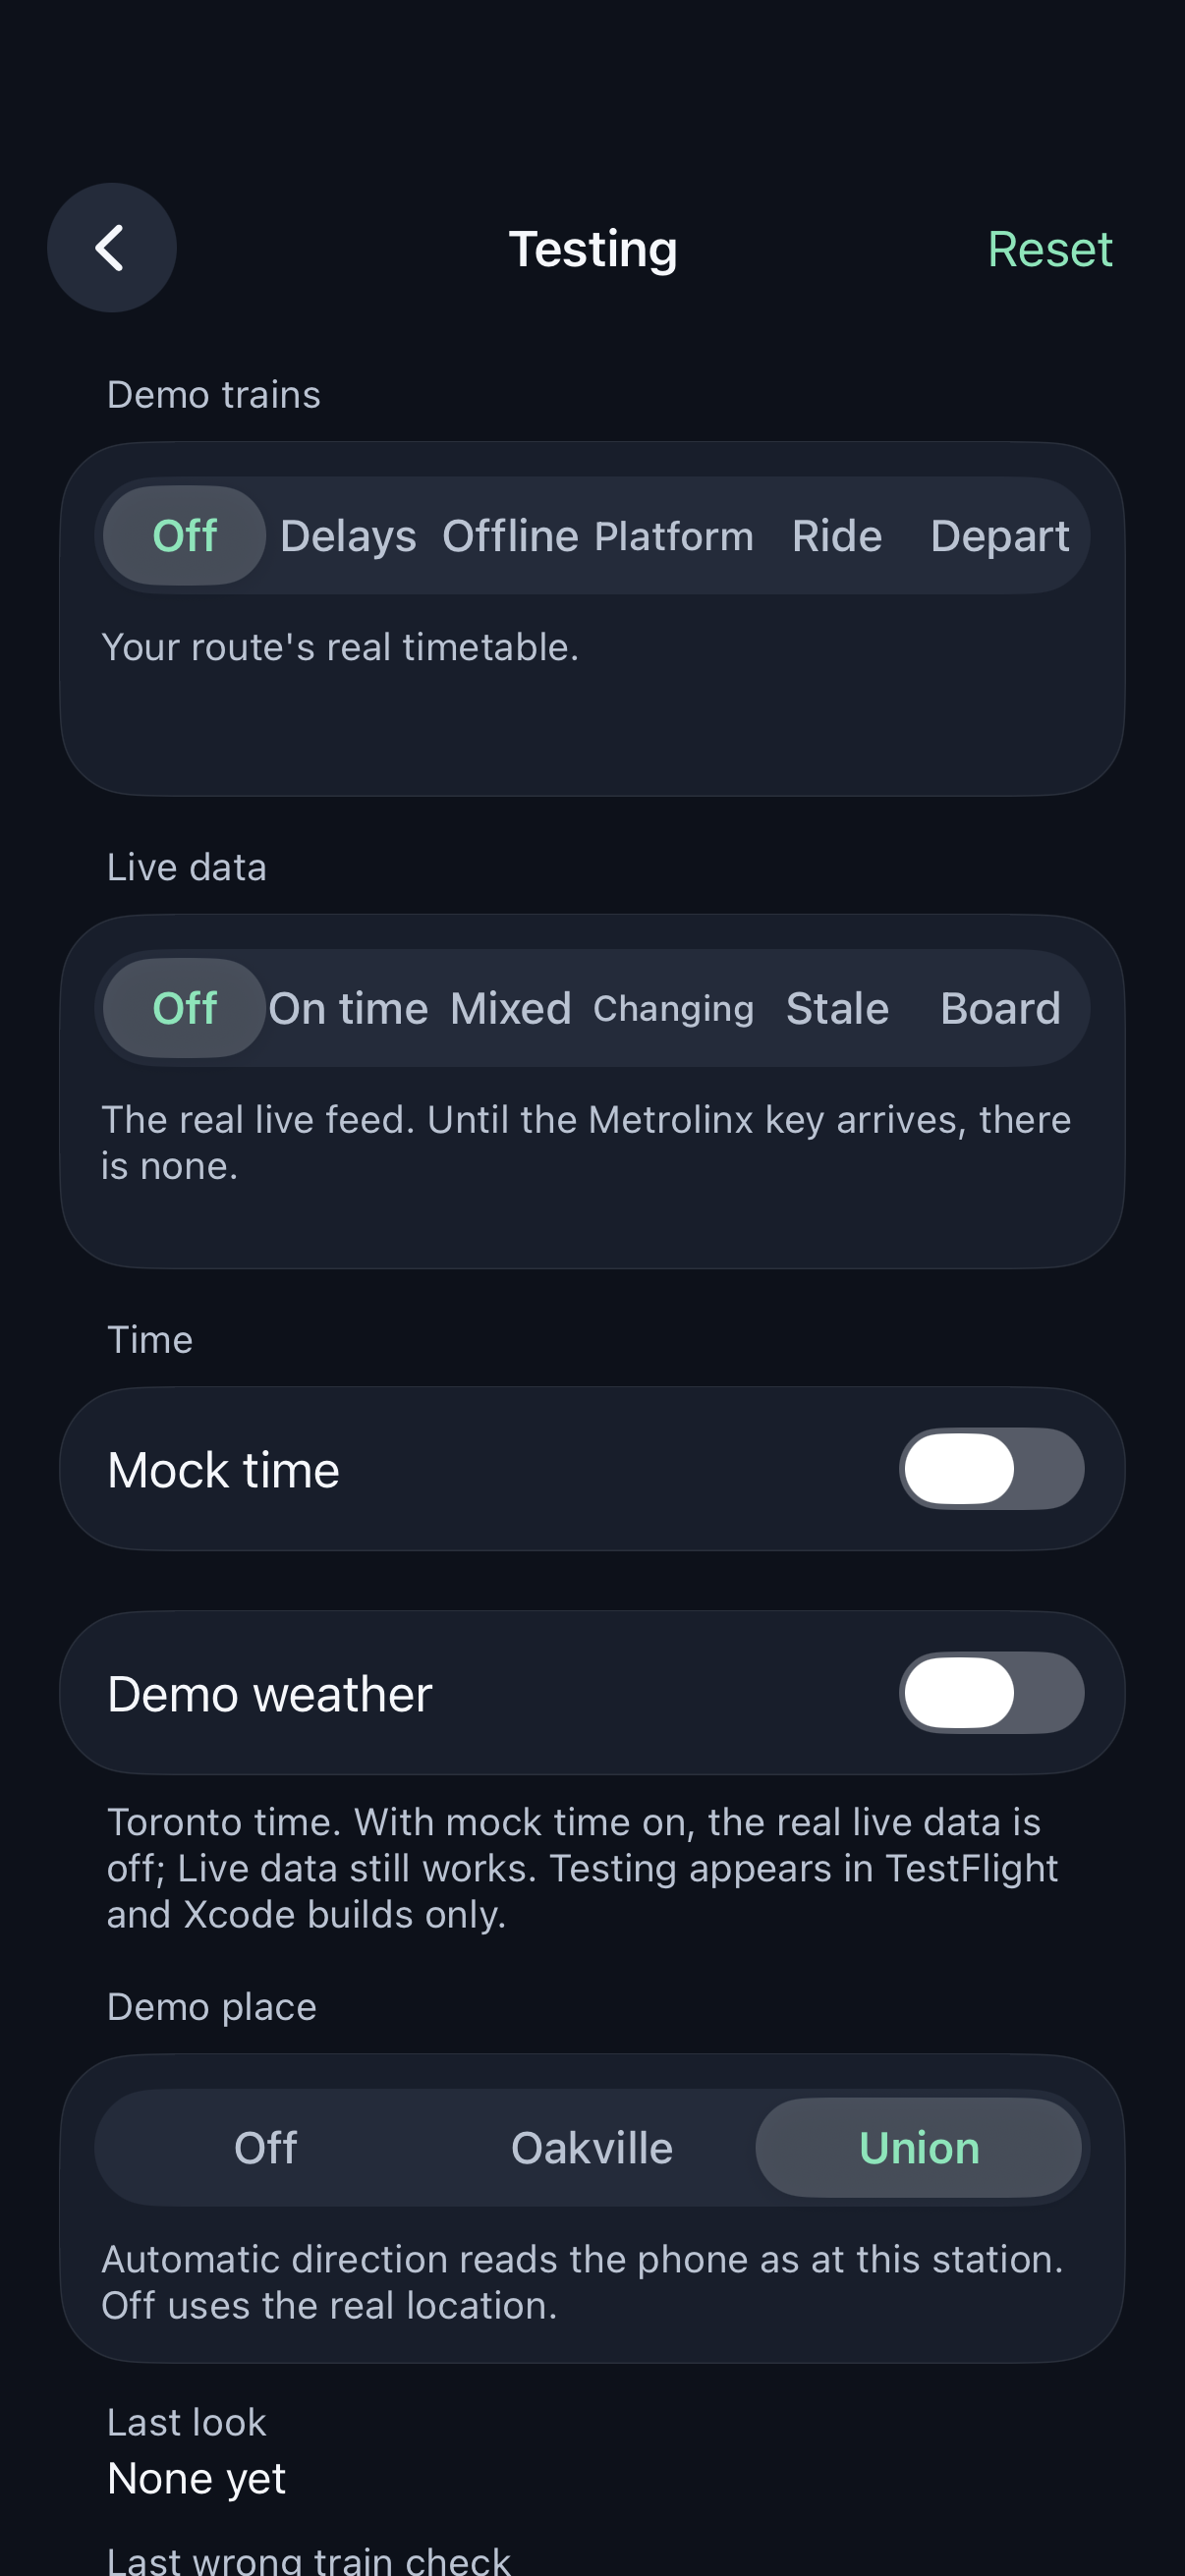 Testing
Reset
Demo trains
Off Delays Offline Platform Ride Depart
Your route's real timetable.
Live data
Off On time Mixed Changing Stale Board
The real live feed. Until the Metrolinx key arrives, there
is none.
Time
Mock time
Demo weather
Toronto time. With mock time on, the real live data is
off; Live data still works. Testing appears in TestFlight
and Xcode builds only.
Demo place
Off Oakville Union
Automatic direction reads the phone as at this station.
Off uses the real location.
Last look
None yet
Last wrong train check